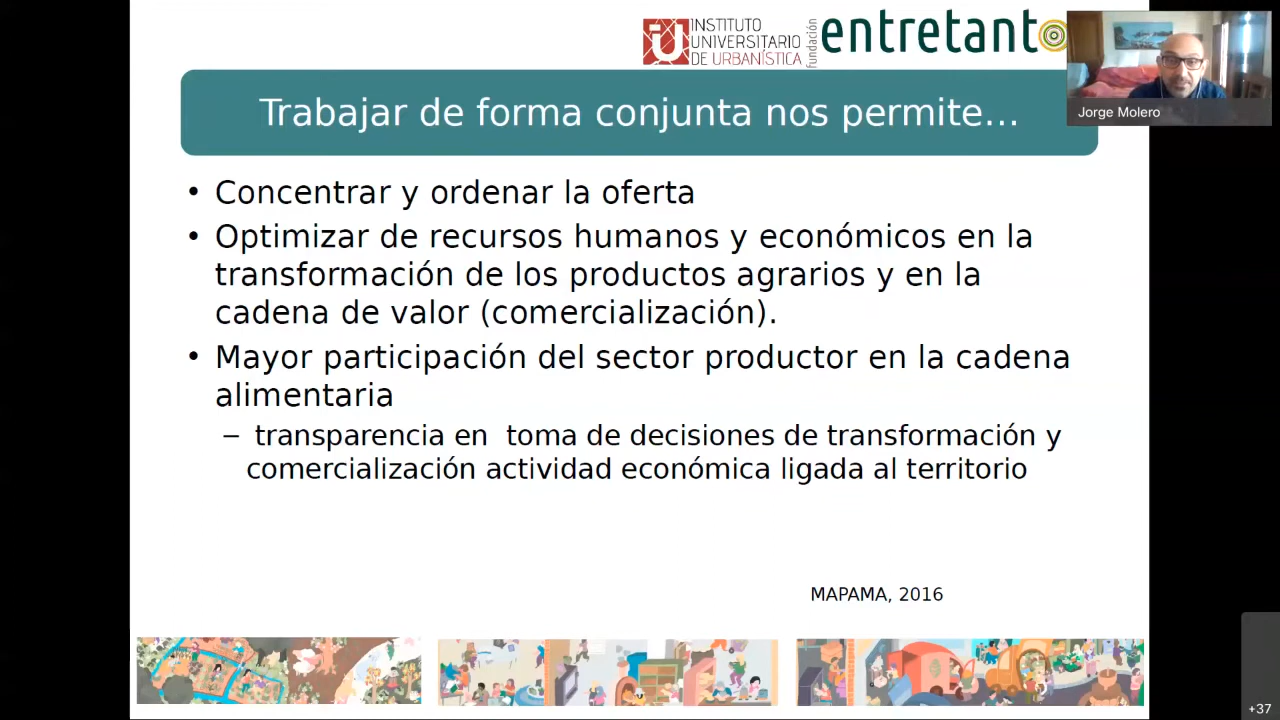 INSTITUTO
UNIVERSITARIO
DE URBANÍSTICA
fundación
entretanto
Jorge Molero
Trabajar de forma conjunta nos permite...
• Concentrar y ordenar la oferta
• Optimizar de recursos humanos y económicos en la
transformación de los productos agrarios y en la
cadena de valor (comercialización).
• Mayor participación del sector productor en la cadena
alimentaria
– transparencia en toma de decisiones de transformación y
comercialización actividad económica ligada al territorio
MAPAMA, 2016
+37